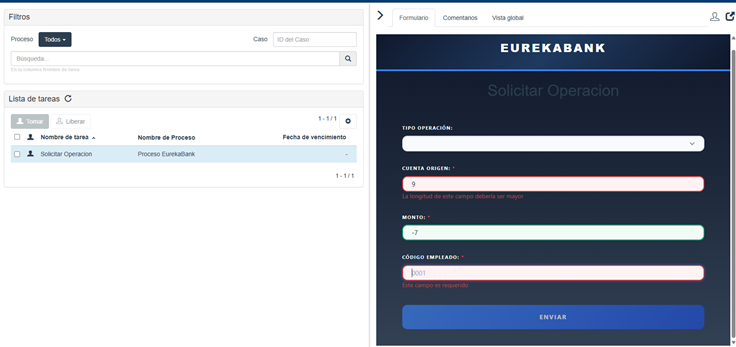 Filtros
Proceso Todos Caso ID del Caso
Búsqueda...
En la columna Nombre de tarea
Lista de tareas
Tomar Liberar 1 - 1 / 1
Nombre de tarea Nombre de Proceso Fecha de vencimiento
Solicitar Operacion Proceso EurekaBank -
1 - 1 / 1
Formulario Comentarios Vista global
EUREKABANK
Solicitar Operacion
TIPO OPERACIÓN:
CUENTA ORIGEN: *
9
La longitud de este campo debería ser mayor
MONTO: *
-7
CÓDIGO EMPLEADO: *
0001
Este campo es requerido
ENVIAR